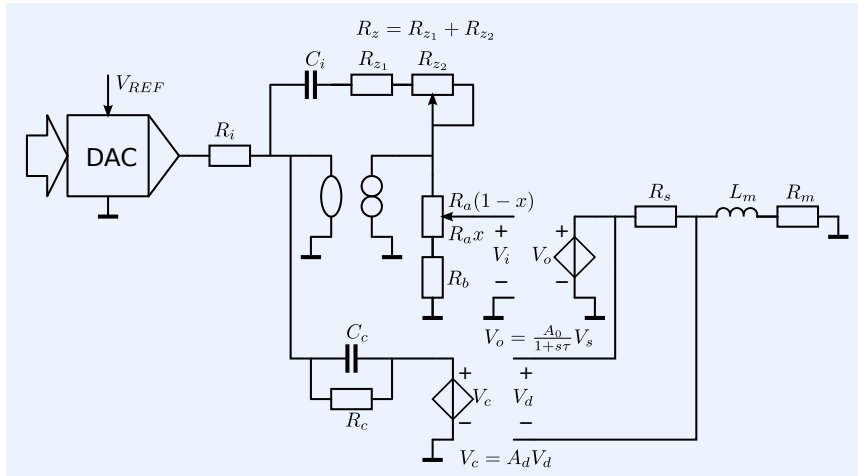 R_z = R_{z_1} + R_{z_2}
C_i R_{z_1} R_{z_2}
V_{REF}
R_i
DAC
R_a(1 − x)
R_s L_m R_m
R_a x
+ +
V_i V_o
− −
R_b
V_o = \frac{A_0}{1+sτ} V_s
C_c
+ +
V_c V_d
− −
R_c
V_c = A_d V_d